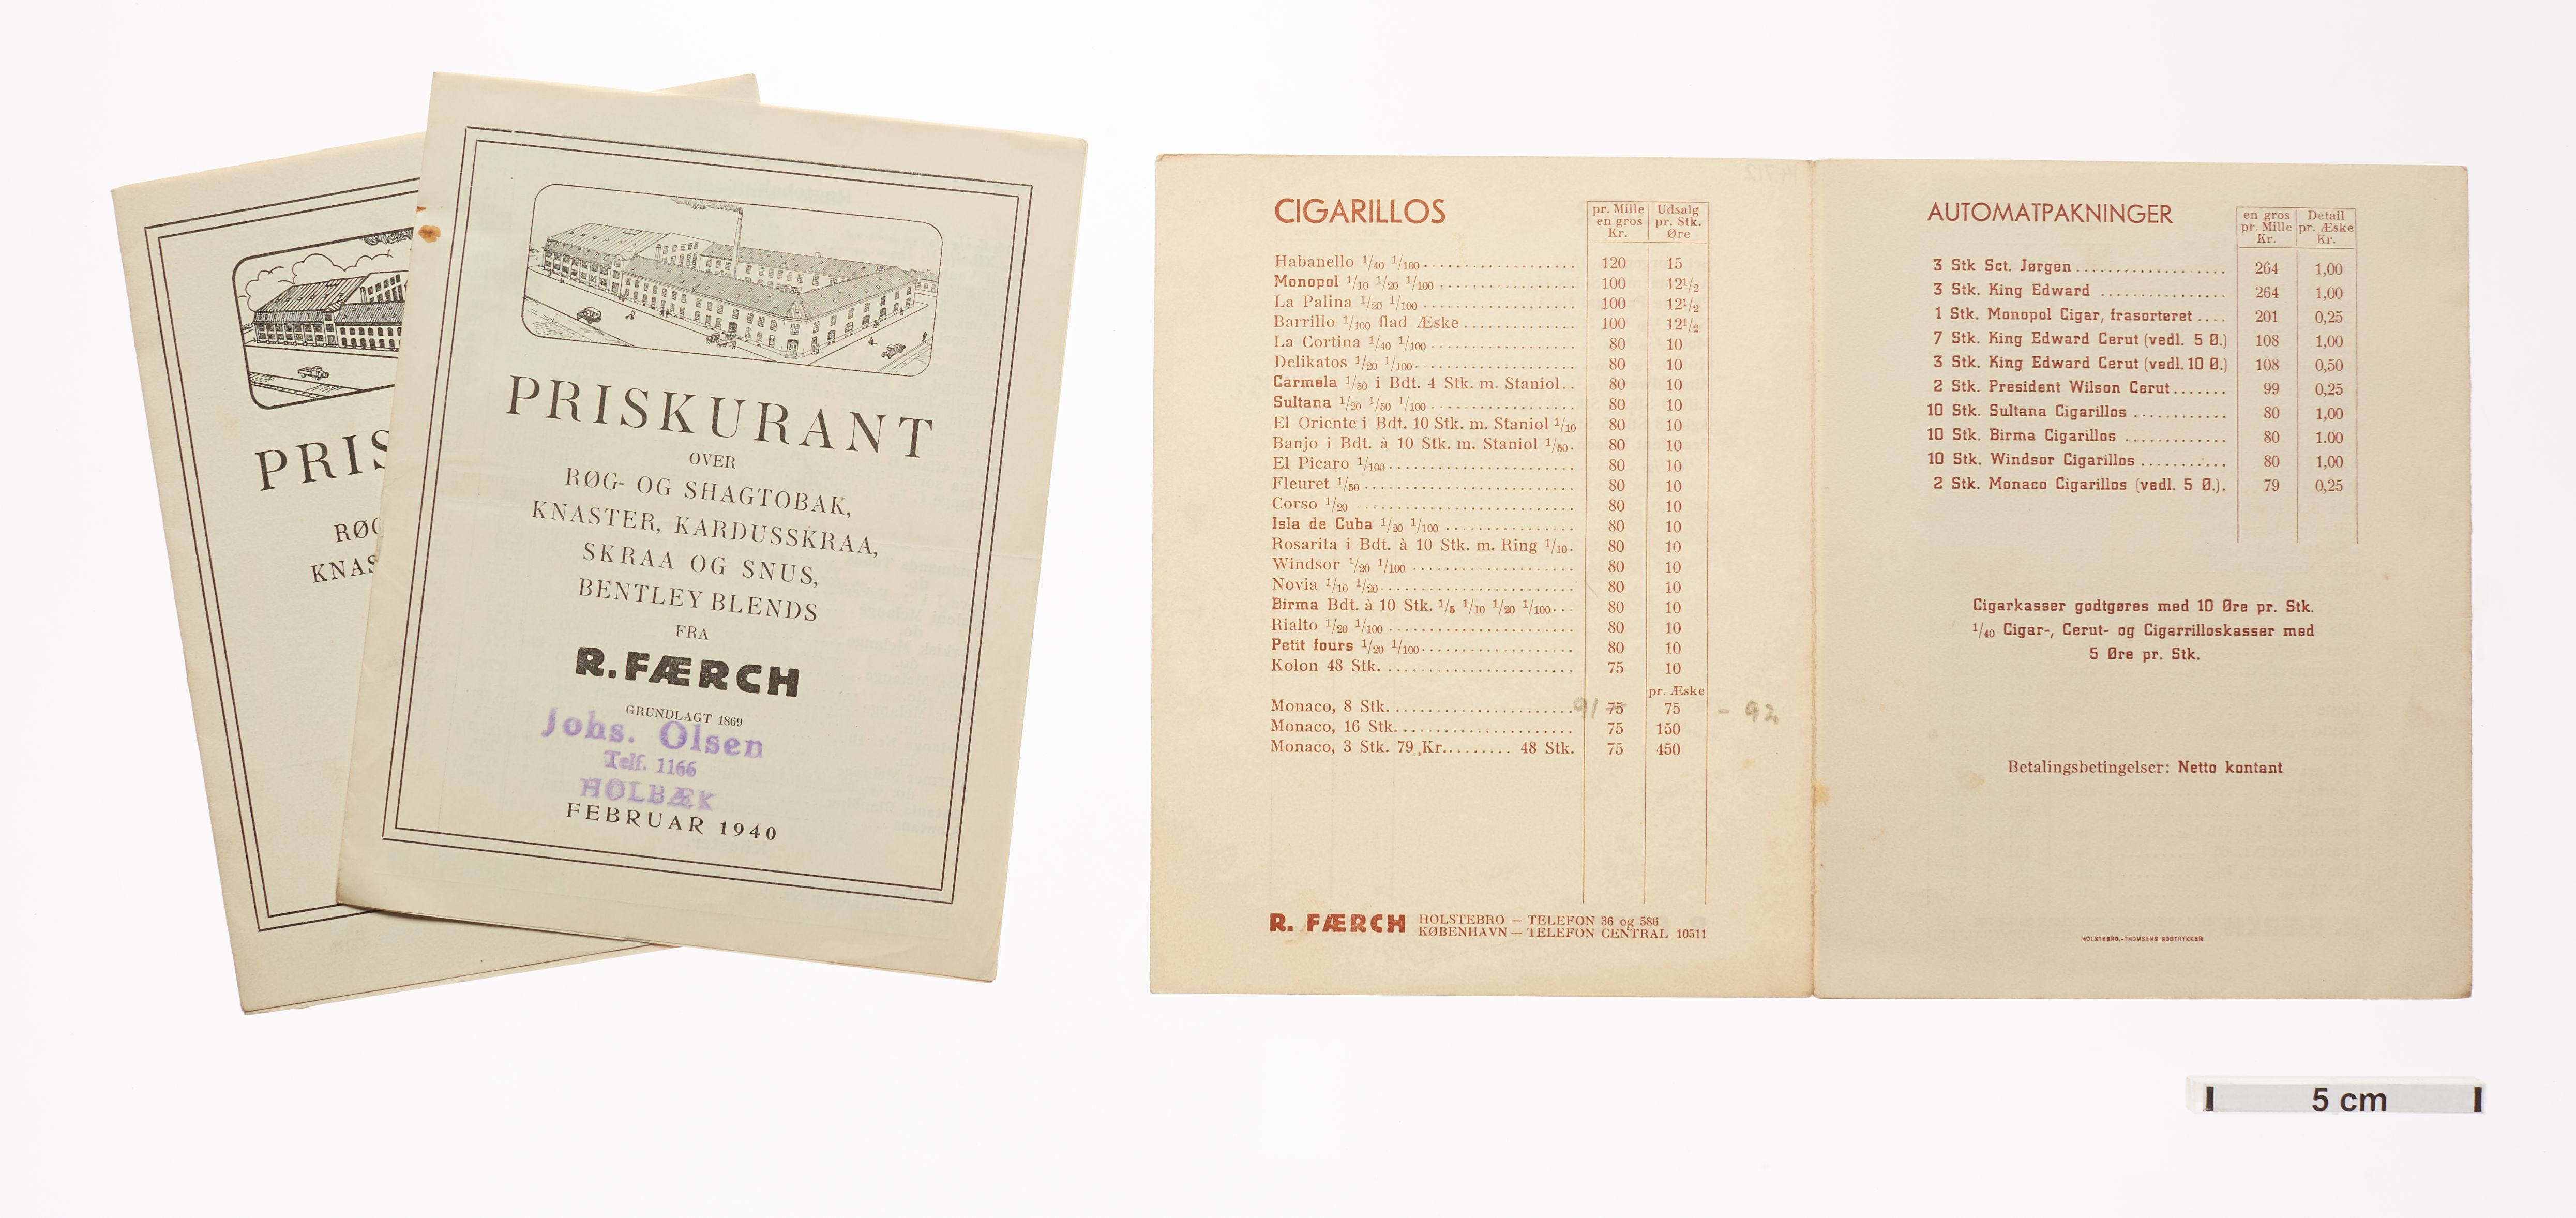 PRIS
RØG
KNAS
PRISKURANT
OVER
RØG- OG SHAGTOBAK,
KNASTER, KARDUSSKRAA,
SKRAA OG SNUS,
BENTLEY BLENDS
FRA
R. FÆRCH
GRUNDLAGT 1869
Johs. Olsen
Telf. 1166
HOLBÆK
FEBRUAR 1940
CIGARILLOS
pr. Mille en gros Kr. Udsalg pr. Stk. Øre
Habanello 1/40 1/100 120 15
Monopol 1/10 1/20 1/100 100 12 1/2
La Palina 1/20 1/100 100 12 1/2
Barrillo 1/100 flad Æske 100 12 1/2
La Cortina 1/40 1/100 80 10
Delikatos 1/20 1/100 80 10
Carmela 1/50 i Bdt. 4 Stk. m. Staniol 80 10
Sultana 1/20 1/50 1/100 80 10
El Oriente i Bdt. 10 Stk. m. Staniol 1/10 80 10
Banjo i Bdt. à 10 Stk. m. Staniol 1/50 80 10
El Picaro 1/100 80 10
Fleuret 1/50 80 10
Corso 1/20 80 10
Isla de Cuba 1/20 1/100 80 10
Rosarita i Bdt. à 10 Stk. m. Ring 1/10 80 10
Windsor 1/20 1/100 80 10
Novia 1/10 1/20 80 10
Birma Bdt. à 10 Stk. 1/5 1/10 1/20 1/100 80 10
Rialto 1/20 1/100 80 10
Petit fours 1/20 1/100 80 10
Kolon 48 Stk. 75 10
pr. Æske
Monaco, 8 Stk. 91 75 75 - 92
Monaco, 16 Stk. 75 150
Monaco, 3 Stk. 79 Kr. 48 Stk. 75 450
R. FÆRCH
HOLSTEBRO — TELEFON 36 og 586
KØBENHAVN — TELEFON CENTRAL 10511
AUTOMATPAKNINGER
en gros pr. Mille Kr. Detail pr. Æske Kr.
3 Stk Sct. Jørgen 264 1,00
3 Stk. King Edward 264 1,00
1 Stk. Monopol Cigar, frasorteret 201 0,25
7 Stk. King Edward Cerut (vedl. 5 Ø.) 108 1,00
3 Stk. King Edward Cerut (vedl. 10 Ø.) 108 0,50
2 Stk. President Wilson Cerut 99 0,25
10 Stk. Sultana Cigarillos 80 1,00
10 Stk. Birma Cigarillos 80 1.00
10 Stk. Windsor Cigarillos 80 1,00
2 Stk. Monaco Cigarillos (vedl. 5 Ø.). 79 0,25
Cigarkasser godtgøres med 10 Øre pr. Stk.
1/40 Cigar-, Cerut- og Cigarrilloskasser med
5 Øre pr. Stk.
Betalingsbetingelser: Netto kontant
HOLSTEBRO.-THOMSENS BOGTRYKKER
5 cm